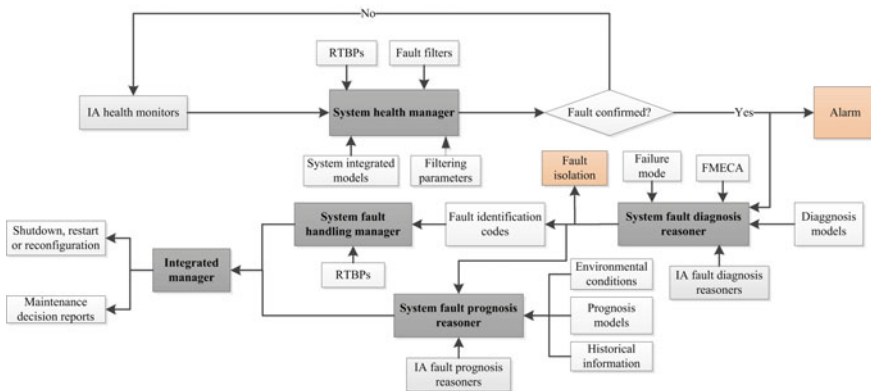 No
RTBPs
Fault filters
IA health monitors
System health manager
Fault confirmed?
Yes
Alarm
System integrated
models
Filtering
parameters
Fault
isolation
Failure
mode
FMECA
Shutdown, restart
or reconfiguration
System fault
handling manager
Fault identification
codes
System fault diagnosis
reasoner
Diaggnosis
models
Integrated
manager
RTBPs
Environmental
conditions
IA fault diagnosis
reasoners
Maintenance
decision reports
System fault prognosis
reasoner
Prognosis
models
IA fault prognosis
reasoners
Historical
information